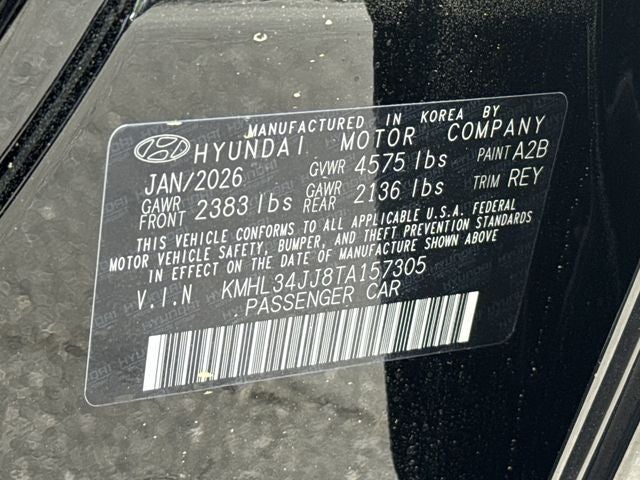 MANUFACTURED IN KOREA BY
HYUNDAI MOTOR COMPANY
JAN/2026 GVWR 4575 lbs PAINT A2B
GAWR FRONT 2383 lbs GAWR REAR 2136 lbs TRIM REY
THIS VEHICLE CONFORMS TO ALL APPLICABLE U.S.A. FEDERAL
MOTOR VEHICLE SAFETY, BUMPER, AND THEFT PREVENTION STANDARDS
IN EFFECT ON THE DATE OF MANUFACTURE SHOWN ABOVE
V.I.N KMHL34JJ8TA157305
PASSENGER CAR